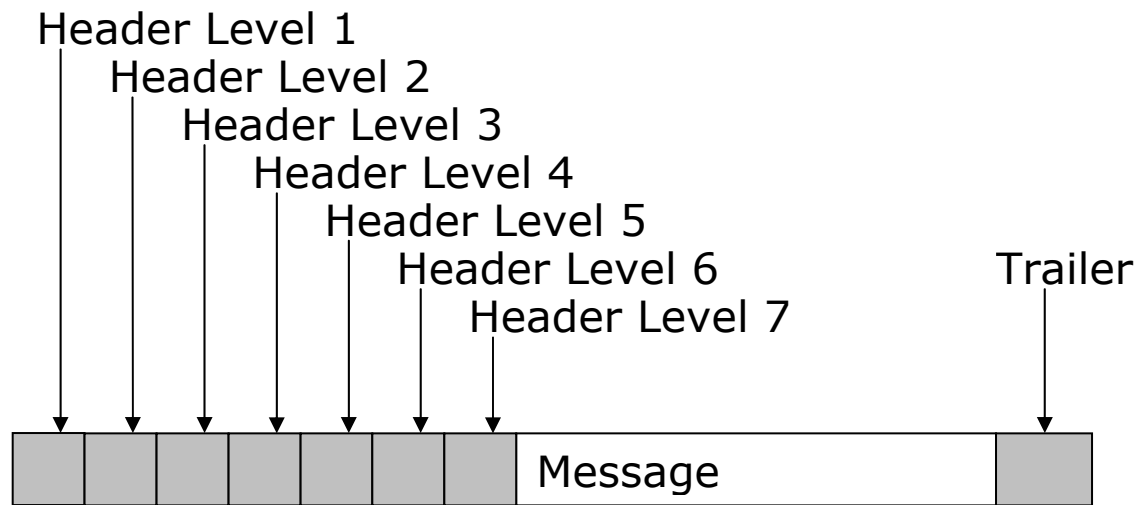 Header Level 1
Header Level 2
Header Level 3
Header Level 4
Header Level 5
Header Level 6
Trailer
Header Level 7
Message